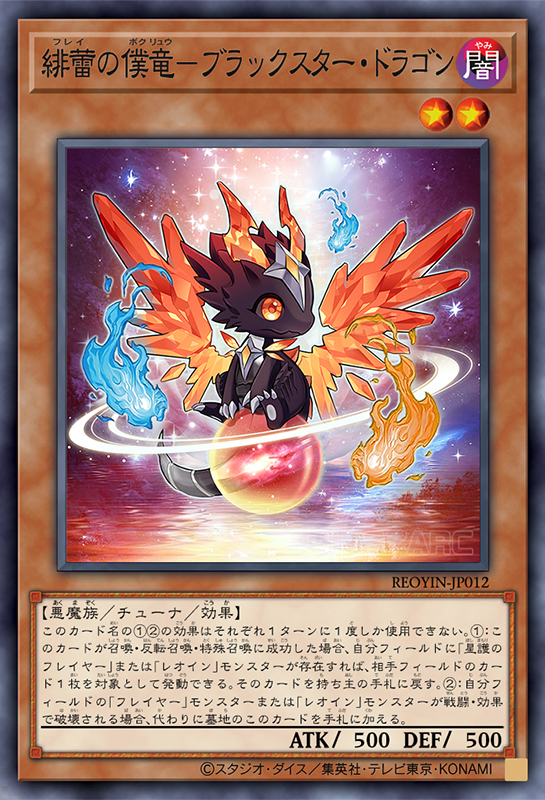 フレイ ボクリュウ
緋蕾の僕竜－ブラックスター・ドラゴン
やみ
闇
REOYIN-JP012
【悪魔族／チューナ／効果】
このカード名の①②の効果はそれぞれ１ターンに１度しか使用できない。①：こ
のカードが召喚・反転召喚・特殊召喚に成功した場合、自分フィールドに「星護の
フレイヤー」または「レオイン」モンスターが存在すれば、相手フィールドのカー
ド１枚を対象として発動できる。そのカードを持ち主の手札に戻す。②：自分フ
ィールドの「フレイヤー」モンスターまたは「レオイン」モンスターが戦闘・効果
で破壊される場合、代わりに墓地のこのカードを手札に加える。
ATK/ 500 DEF/ 500
©スタジオ・ダイス／集英社・テレビ東京・KONAMI